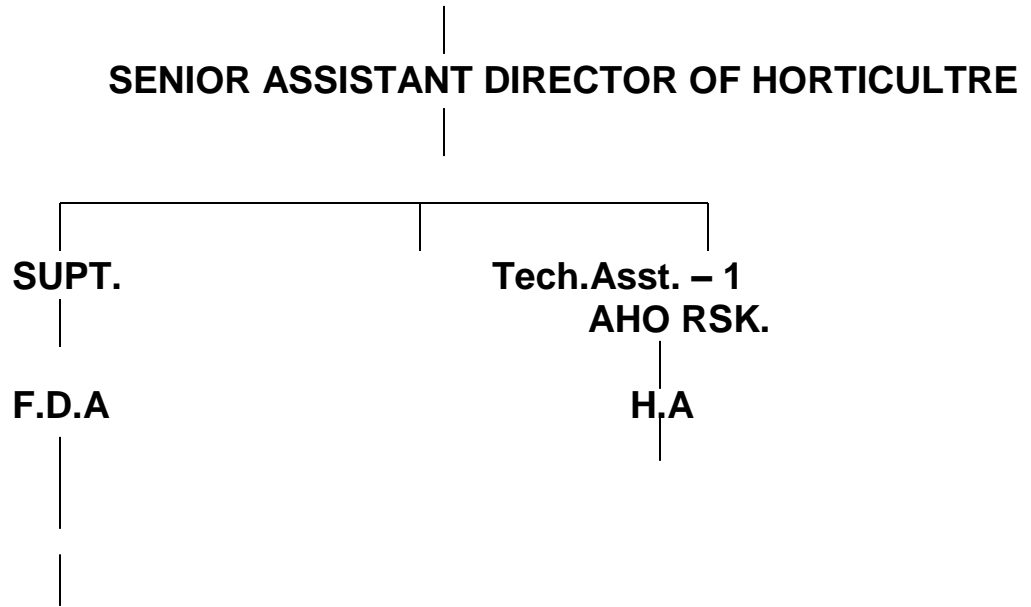 SENIOR ASSISTANT DIRECTOR OF HORTICULTRE
SUPT. Tech.Asst. – 1
AHO RSK.
F.D.A H.A